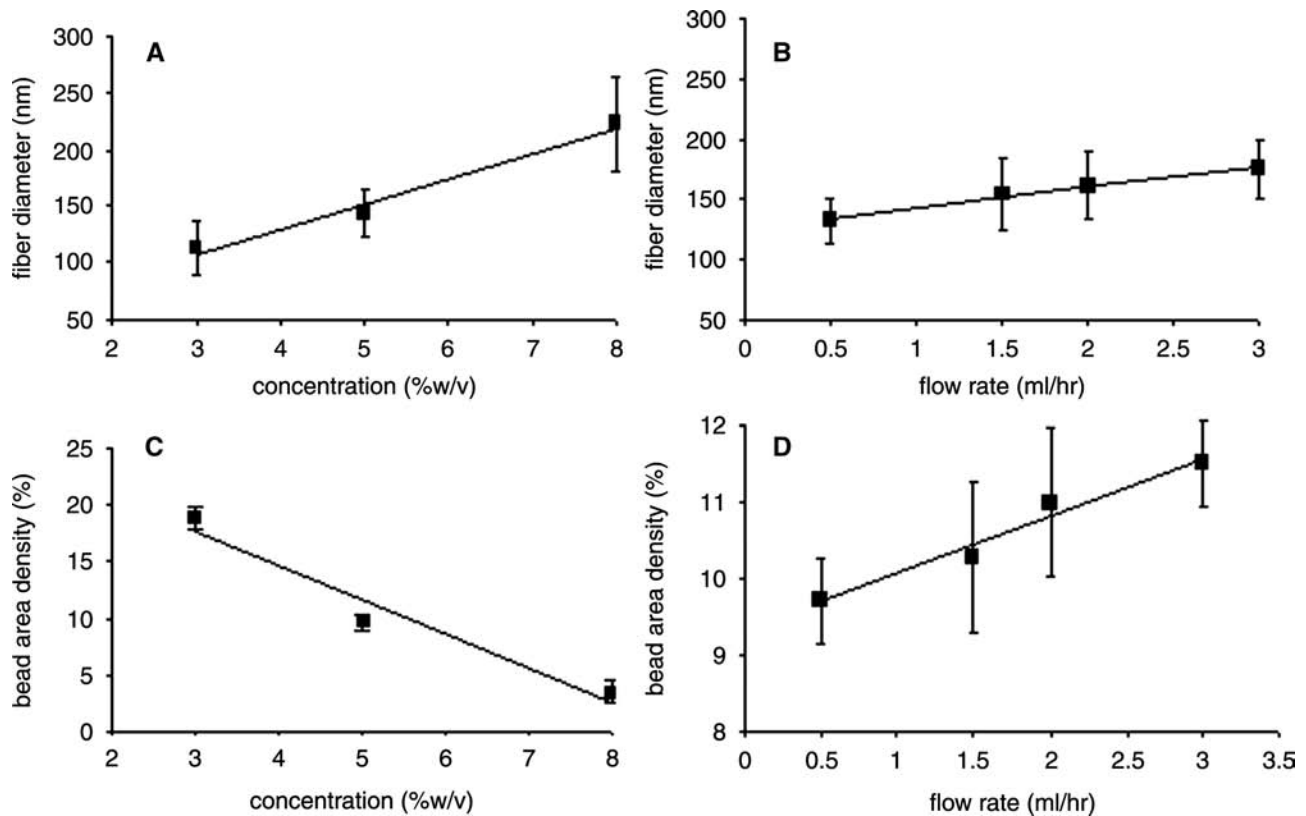 A
fiber diameter (nm)
300
250
200
150
100
50
2 3 4 5 6 7 8
concentration (%w/v)
B
fiber diameter (nm)
300
250
200
150
100
50
0 0.5 1 1.5 2 2.5 3
flow rate (ml/hr)
C
bead area density (%)
25
20
15
10
5
0
2 3 4 5 6 7 8
concentration (%w/v)
D
bead area density (%)
12
11
10
9
8
0 0.5 1 1.5 2 2.5 3 3.5
flow rate (ml/hr)